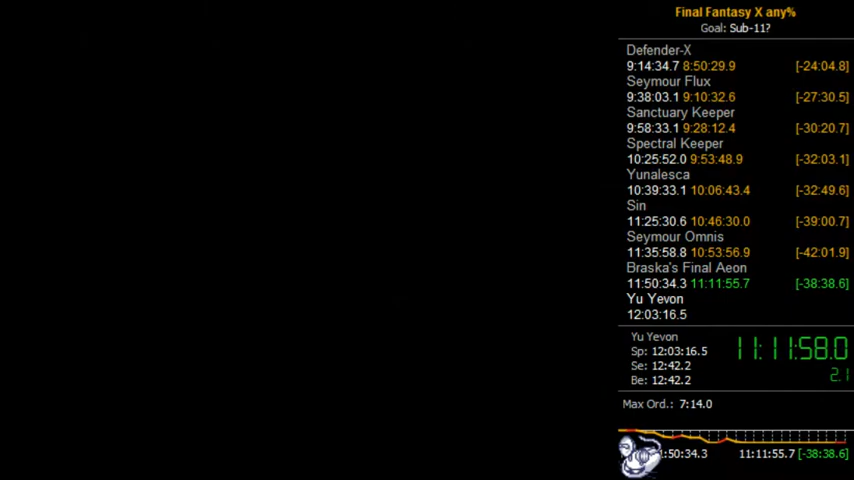 Final Fantasy X any%
Goal: Sub-11?
Defender-X
9:14:34.7 8:50:29.9 [-24:04.8]
Seymour Flux
9:38:03.1 9:10:32.6 [-27:30.5]
Sanctuary Keeper
9:58:33.1 9:28:12.4 [-30:20.7]
Spectral Keeper
10:25:52.0 9:53:48.9 [-32:03.1]
Yunalesca
10:39:33.1 10:06:43.4 [-32:49.6]
Sin
11:25:30.6 10:46:30.0 [-39:00.7]
Seymour Omnis
11:35:58.8 10:53:56.9 [-42:01.9]
Braska's Final Aeon
11:50:34.3 11:11:55.7 [-38:38.6]
Yu Yevon
12:03:16.5
Yu Yevon
Sp: 12:03:16.5
Se: 12:42.2
Be: 12:42.2
11:11:58.0
2.1
Max Ord.: 7:14.0
:50:34.3 11:11:55.7 [-38:38.6]